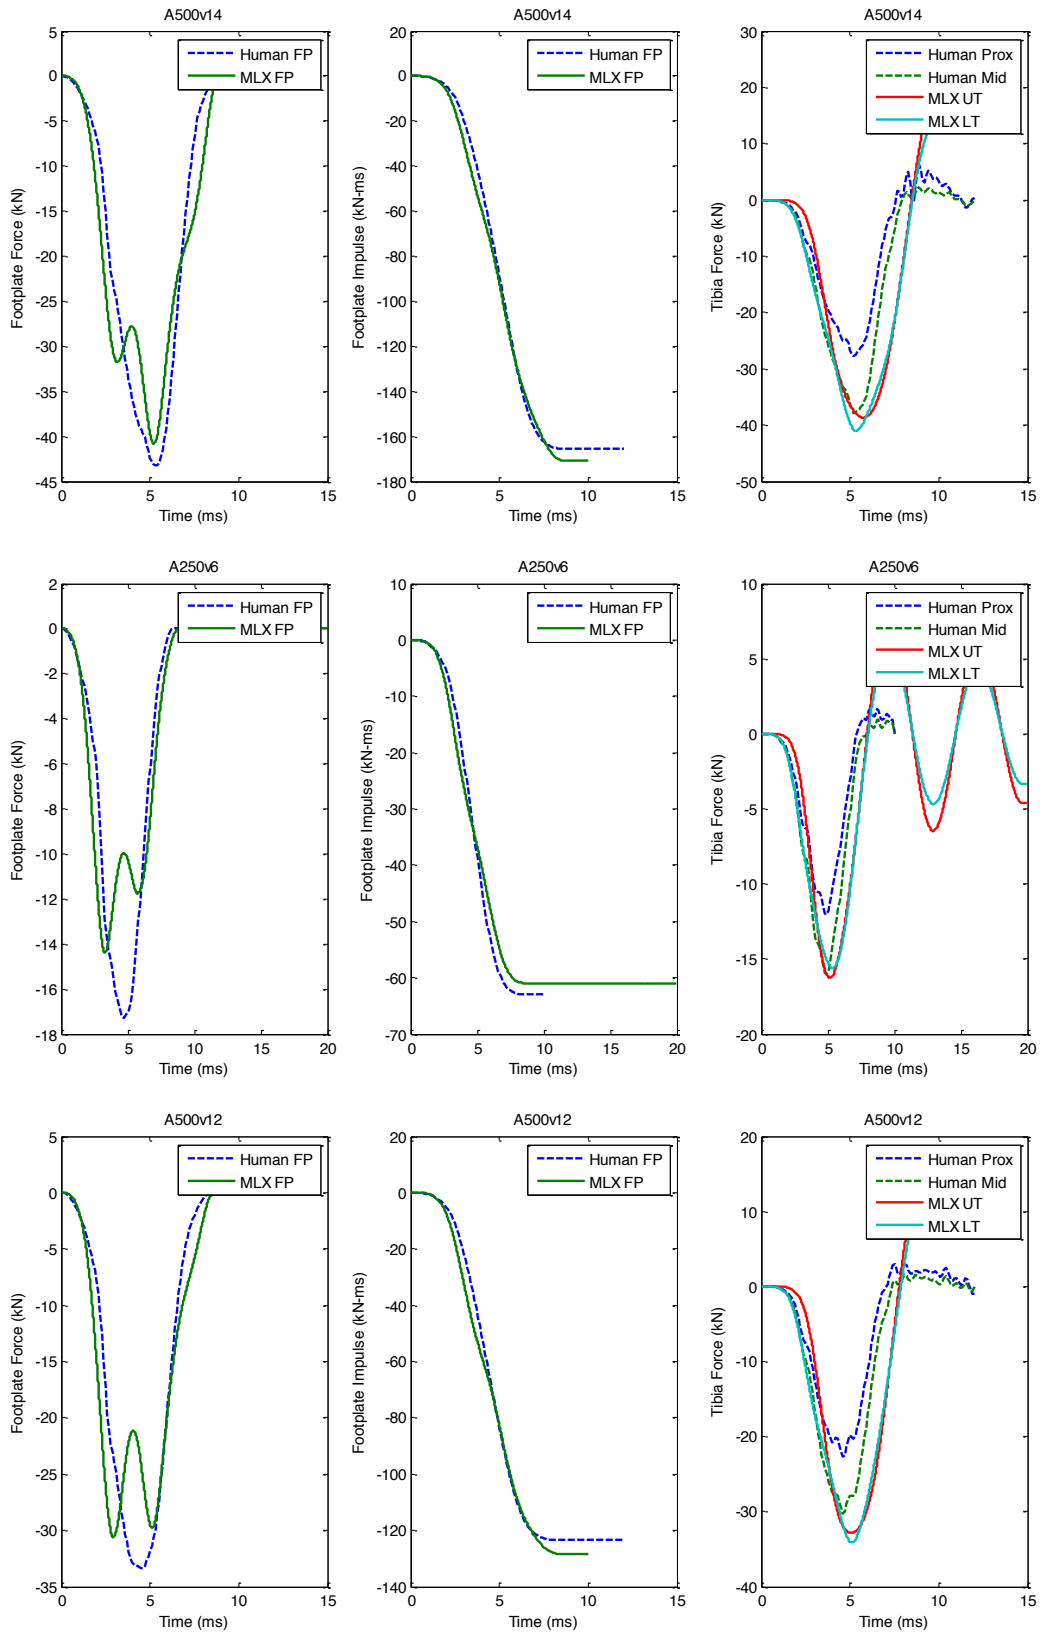 A500v14
Footplate Force (kN)
5
0
-5
-10
-15
-20
-25
-30
-35
-40
-45
0 5 10 15
Time (ms)
Human FP
MLX FP
A500v14
Footplate Impulse (kN-ms)
20
0
-20
-40
-60
-80
-100
-120
-140
-160
-180
0 5 10 15
Time (ms)
Human FP
MLX FP
A500v14
Tibia Force (kN)
30
20
10
0
-10
-20
-30
-40
-50
0 5 10 15
Time (ms)
Human Prox
Human Mid
MLX UT
MLX LT
A250v6
Footplate Force (kN)
2
0
-2
-4
-6
-8
-10
-12
-14
-16
-18
0 5 10 15 20
Time (ms)
Human FP
MLX FP
A250v6
Footplate Impulse (kN-ms)
10
0
-10
-20
-30
-40
-50
-60
-70
0 5 10 15 20
Time (ms)
Human FP
MLX FP
A250v6
Tibia Force (kN)
10
5
0
-5
-10
-15
-20
0 5 10 15 20
Time (ms)
Human Prox
Human Mid
MLX UT
MLX LT
A500v12
Footplate Force (kN)
5
0
-5
-10
-15
-20
-25
-30
-35
0 5 10 15
Time (ms)
Human FP
MLX FP
A500v12
Footplate Impulse (kN-ms)
20
0
-20
-40
-60
-80
-100
-120
-140
0 5 10 15
Time (ms)
Human FP
MLX FP
A500v12
Tibia Force (kN)
20
10
0
-10
-20
-30
-40
0 5 10 15
Time (ms)
Human Prox
Human Mid
MLX UT
MLX LT